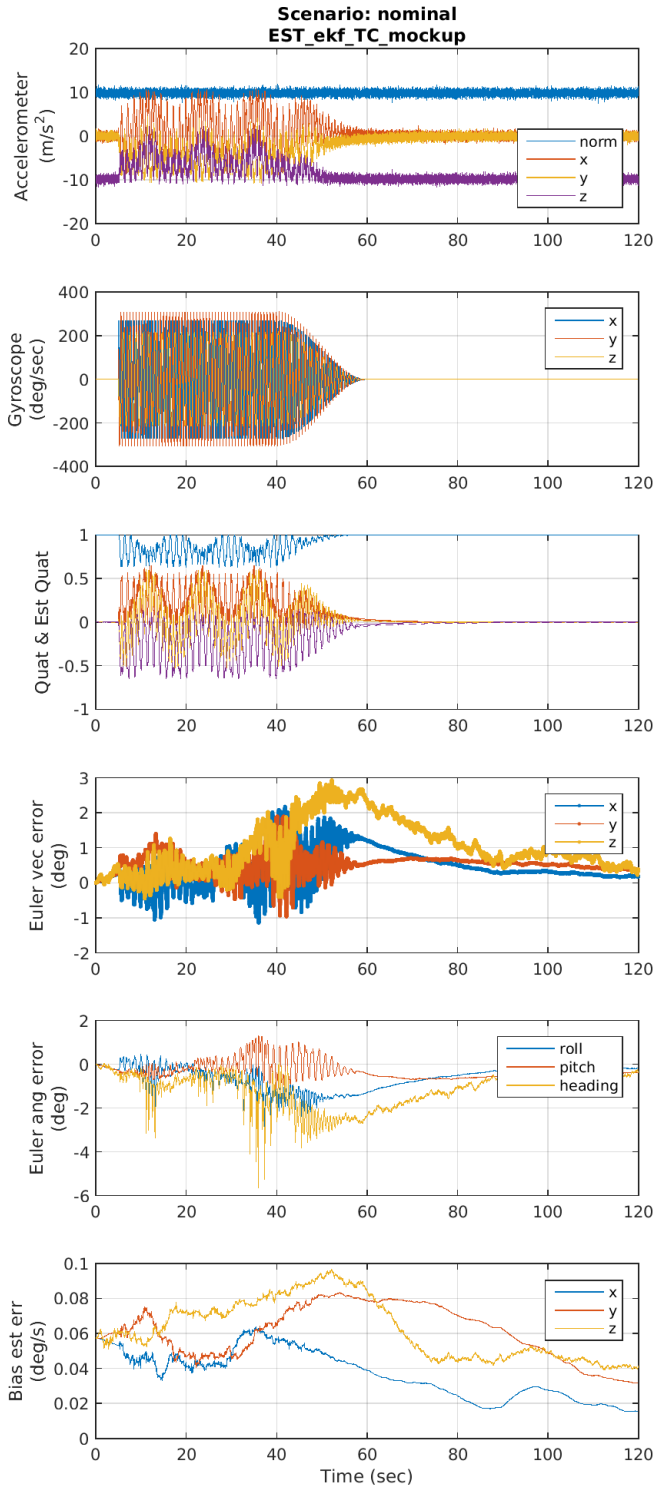 Scenario: nominal
EST_ekf_TC_mockup
Accelerometer
(m/s²)
20
10
0
-10
-20
norm
x
y
z
0 20 40 60 80 100 120
Gyroscope
(deg/sec)
400
200
0
-200
-400
x
y
z
0 20 40 60 80 100 120
Quat & Est Quat
1
0.5
0
-0.5
-1
0 20 40 60 80 100 120
Euler vec error
(deg)
3
2
1
0
-1
-2
x
y
z
0 20 40 60 80 100 120
Euler ang error
(deg)
2
0
-2
-4
-6
roll
pitch
heading
0 20 40 60 80 100 120
Bias est err
(deg/s)
0.1
0.08
0.06
0.04
0.02
0
x
y
z
0 20 40 60 80 100 120
Time (sec)